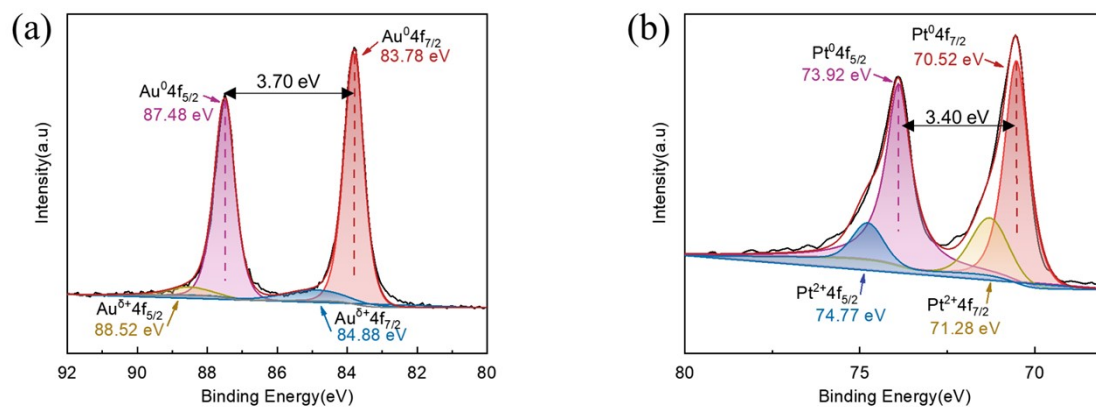 (a)
Au⁰4f₇/₂
83.78 eV
3.70 eV
Au⁰4f₅/₂
87.48 eV
Intensity(a.u)
Auᵟ⁺4f₅/₂
88.52 eV
Auᵟ⁺4f₇/₂
84.88 eV
92 90 88 86 84 82 80
Binding Energy(eV)
(b)
Pt⁰4f₅/₂
73.92 eV
Pt⁰4f₇/₂
70.52 eV
3.40 eV
Intensity(a.u)
Pt²⁺4f₅/₂
74.77 eV
Pt²⁺4f₇/₂
71.28 eV
80 75 70
Binding Energy(eV)